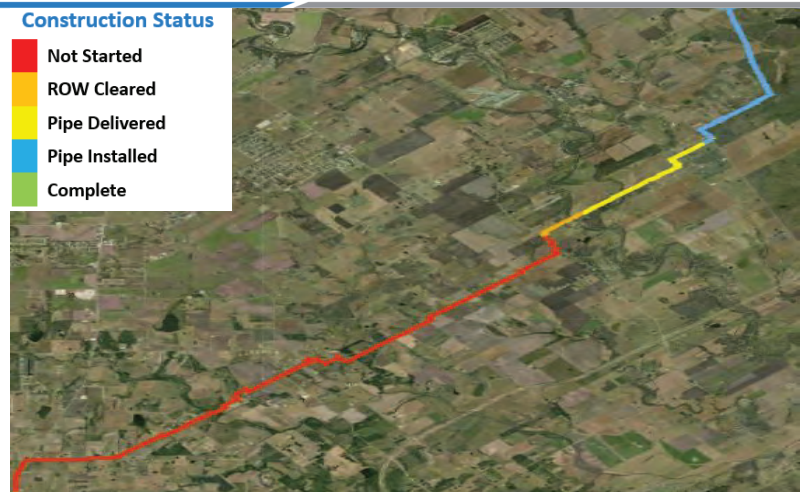 Construction Status
Not Started
ROW Cleared
Pipe Delivered
Pipe Installed
Complete